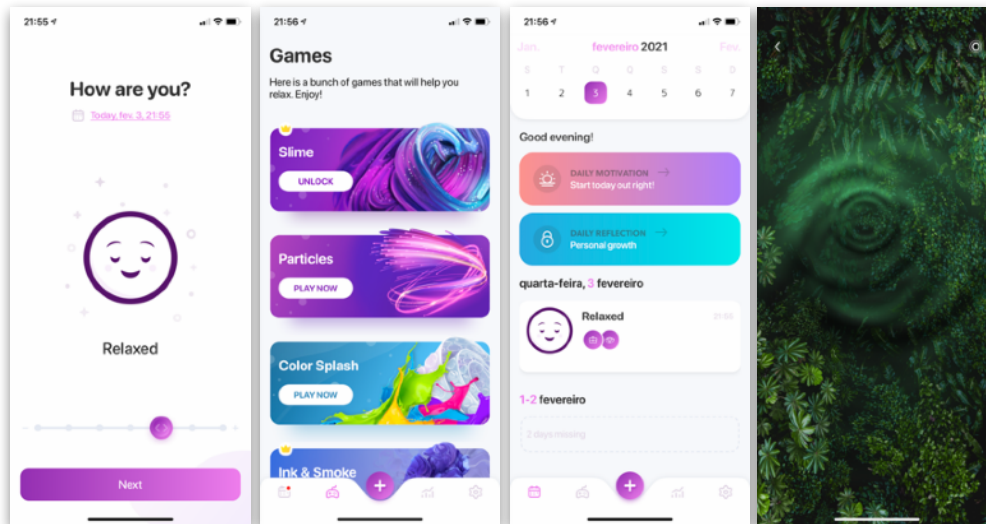 21:55
How are you?
Today, fev. 3, 21:55
Relaxed
Next
21:56
Games
Here is a bunch of games that will help you
relax. Enjoy!
Slime
UNLOCK
Particles
PLAY NOW
Color Splash
PLAY NOW
Ink & Smoke
21:56
Jan. fevereiro 2021 Fev.
S T Q Q S S D
1 2 3 4 5 6 7
Good evening!
DAILY MOTIVATION
Start today out right!
DAILY REFLECTION
Personal growth
quarta-feira, 3 fevereiro
Relaxed 21:55
1-2 fevereiro
2 days missing